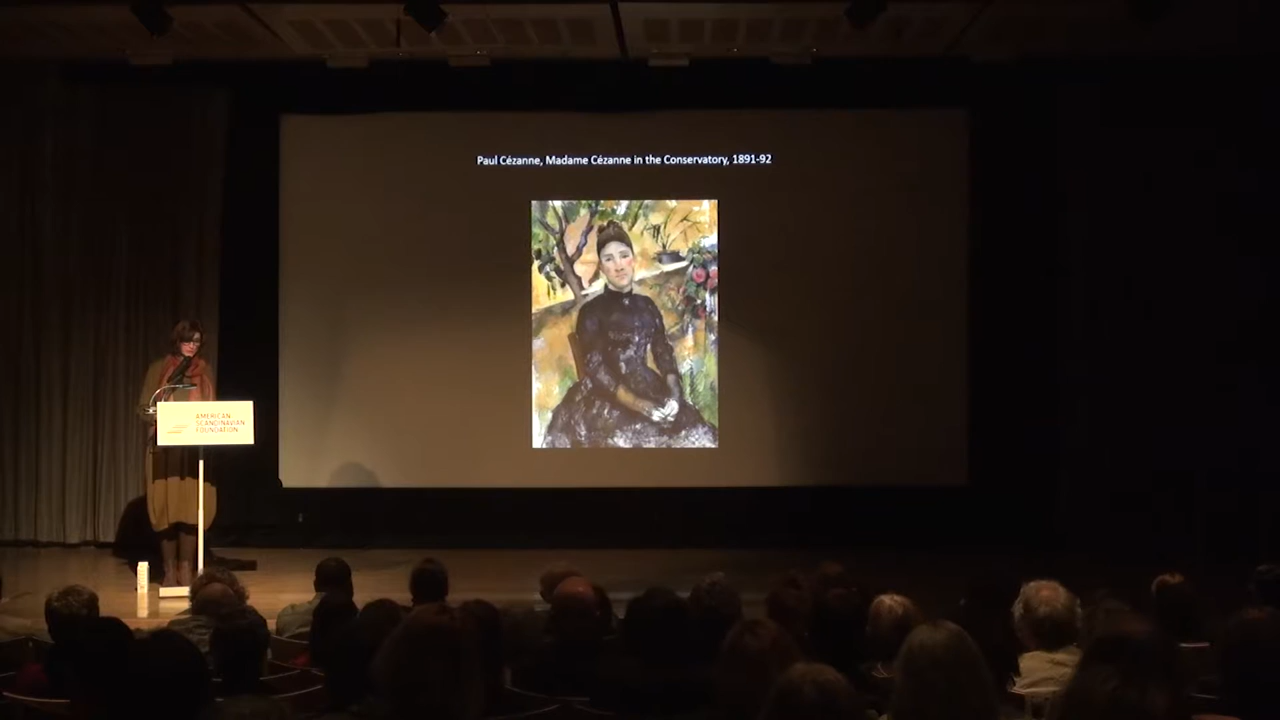 Paul Cézanne, Madame Cézanne in the Conservatory, 1891-92
AMERICAN
SCANDINAVIAN
FOUNDATION